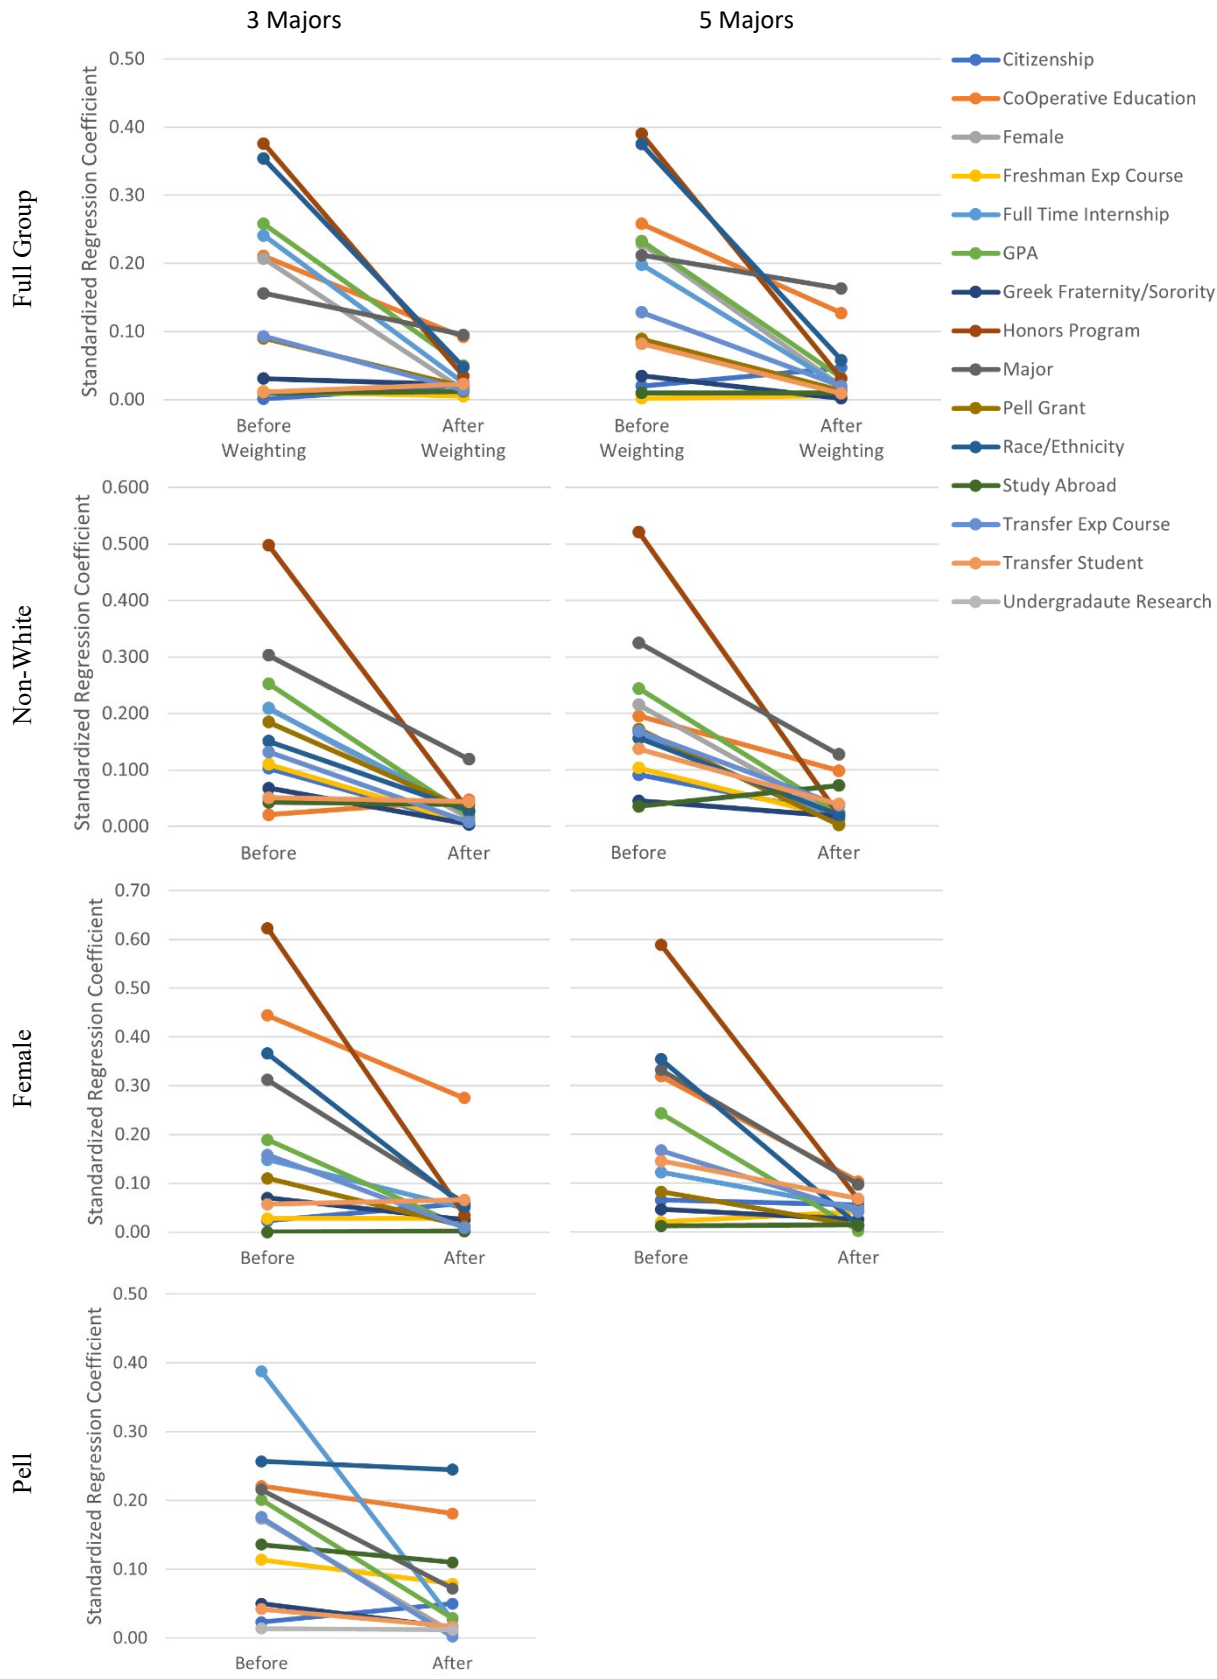 3 Majors
5 Majors
Full Group
Standardized Regression Coefficient
0.50
0.40
0.30
0.20
0.10
0.00
Before Weighting
After Weighting
Before Weighting
After Weighting
Citizenship
CoOperative Education
Female
Freshman Exp Course
Full Time Internship
GPA
Greek Fraternity/Sorority
Honors Program
Major
Pell Grant
Race/Ethnicity
Study Abroad
Transfer Exp Course
Transfer Student
Undergradaute Research
Non-White
Standardized Regression Coefficient
0.600
0.500
0.400
0.300
0.200
0.100
0.000
Before
After
Before
After
Female
Standardized Regression Coefficient
0.70
0.60
0.50
0.40
0.30
0.20
0.10
0.00
Before
After
Before
After
Pell
Standardized Regression Coefficient
0.50
0.40
0.30
0.20
0.10
0.00
Before
After